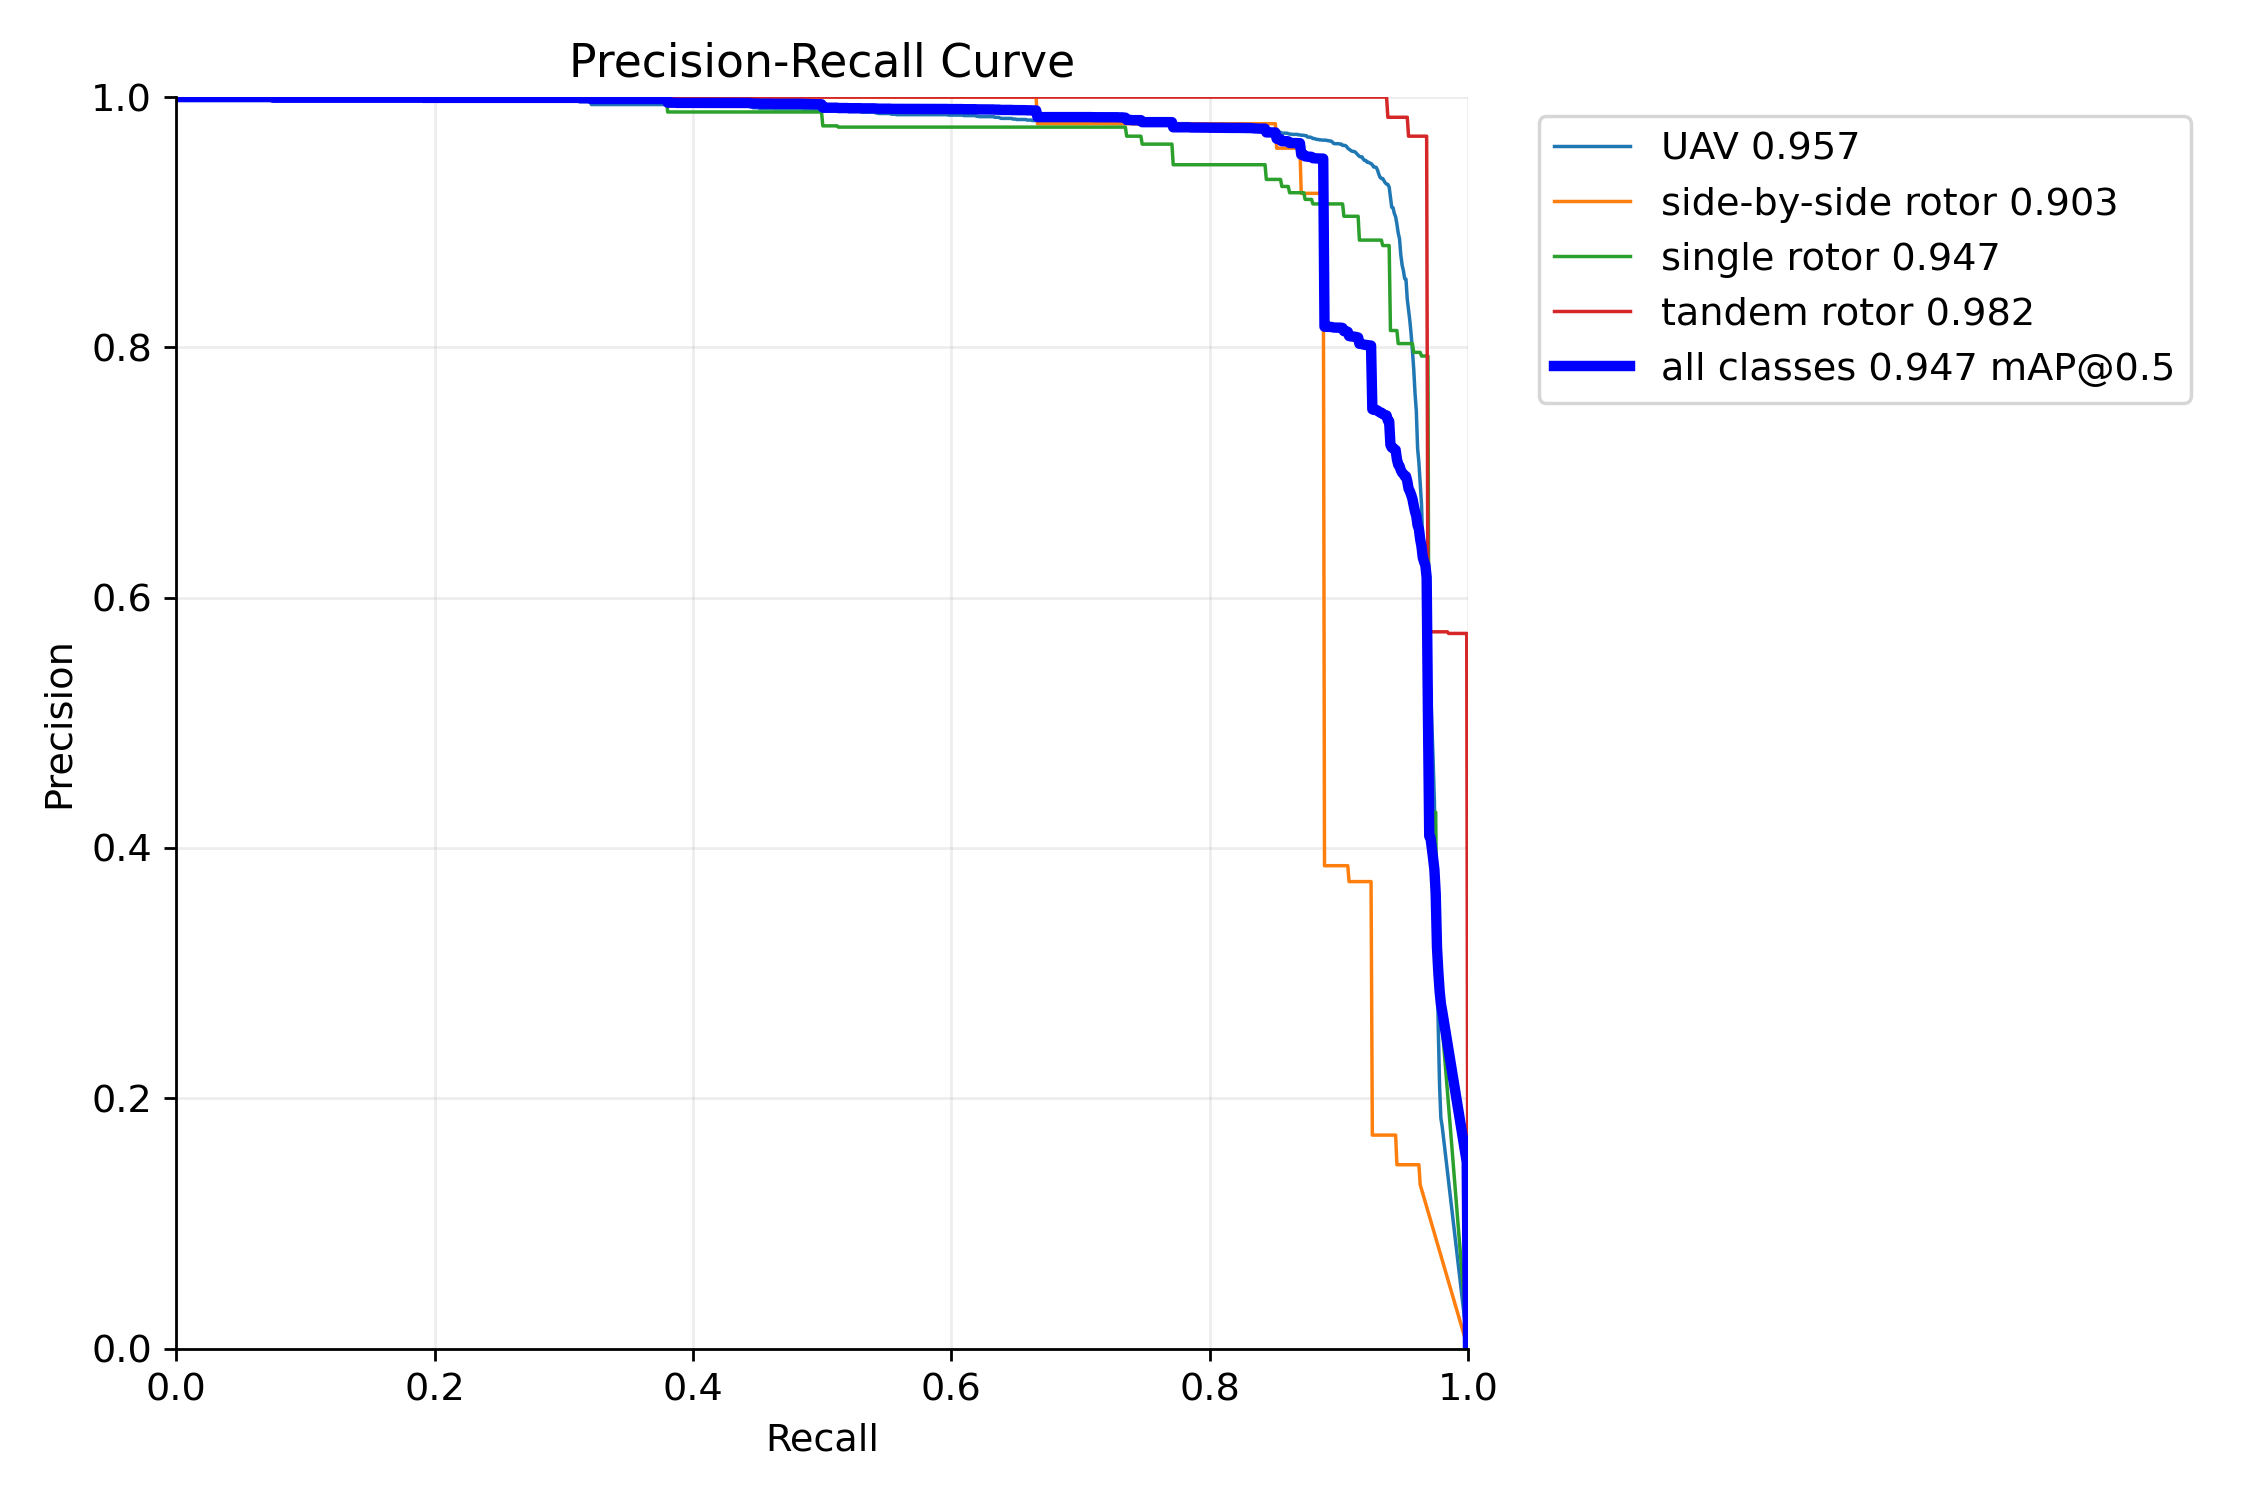 Precision-Recall Curve
1.0
0.8
0.6
0.4
0.2
0.0
Precision
0.0 0.2 0.4 0.6 0.8 1.0
Recall
UAV 0.957
side-by-side rotor 0.903
single rotor 0.947
tandem rotor 0.982
all classes 0.947 mAP@0.5